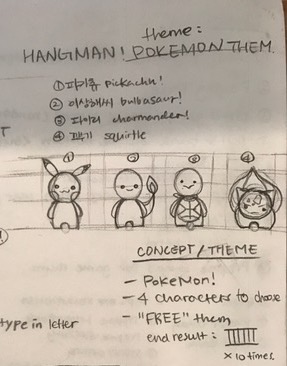 theme:
HANGMAN! POKEMON THEM
① 피카츄 pickachu!
② 이상해씨 bulbasaur!
③ 파이리 charmander!
④ 꼬부기 squirtle
T
① ② ③ ④
CONCEPT/THEME
- Pokemon!
- 4 characters to choose
- "FREE" them
type in letter
end result:
x 10 times